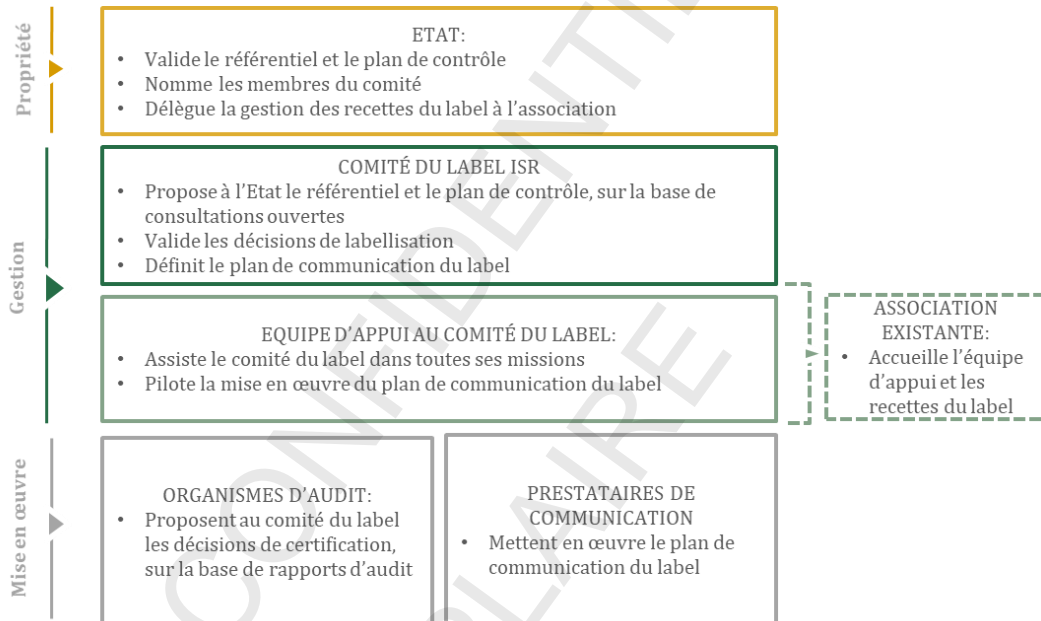 Propriété
ETAT:
• Valide le référentiel et le plan de contrôle
• Nomme les membres du comité
• Délègue la gestion des recettes du label à l'association
Gestion
COMITÉ DU LABEL ISR
• Propose à l'Etat le référentiel et le plan de contrôle, sur la base de
consultations ouvertes
• Valide les décisions de labellisation
• Définit le plan de communication du label
EQUIPE D'APPUI AU COMITÉ DU LABEL:
• Assiste le comité du label dans toutes ses missions
• Pilote la mise en œuvre du plan de communication du label
ASSOCIATION
EXISTANTE:
• Accueille l'équipe
d'appui et les
recettes du label
Mise en œuvre
ORGANISMES D'AUDIT:
• Proposent au comité du label
les décisions de certification,
sur la base de rapports d'audit
PRESTATAIRES DE
COMMUNICATION
• Mettent en œuvre le plan de
communication du label
CONFIDENTIE
PLAIRE